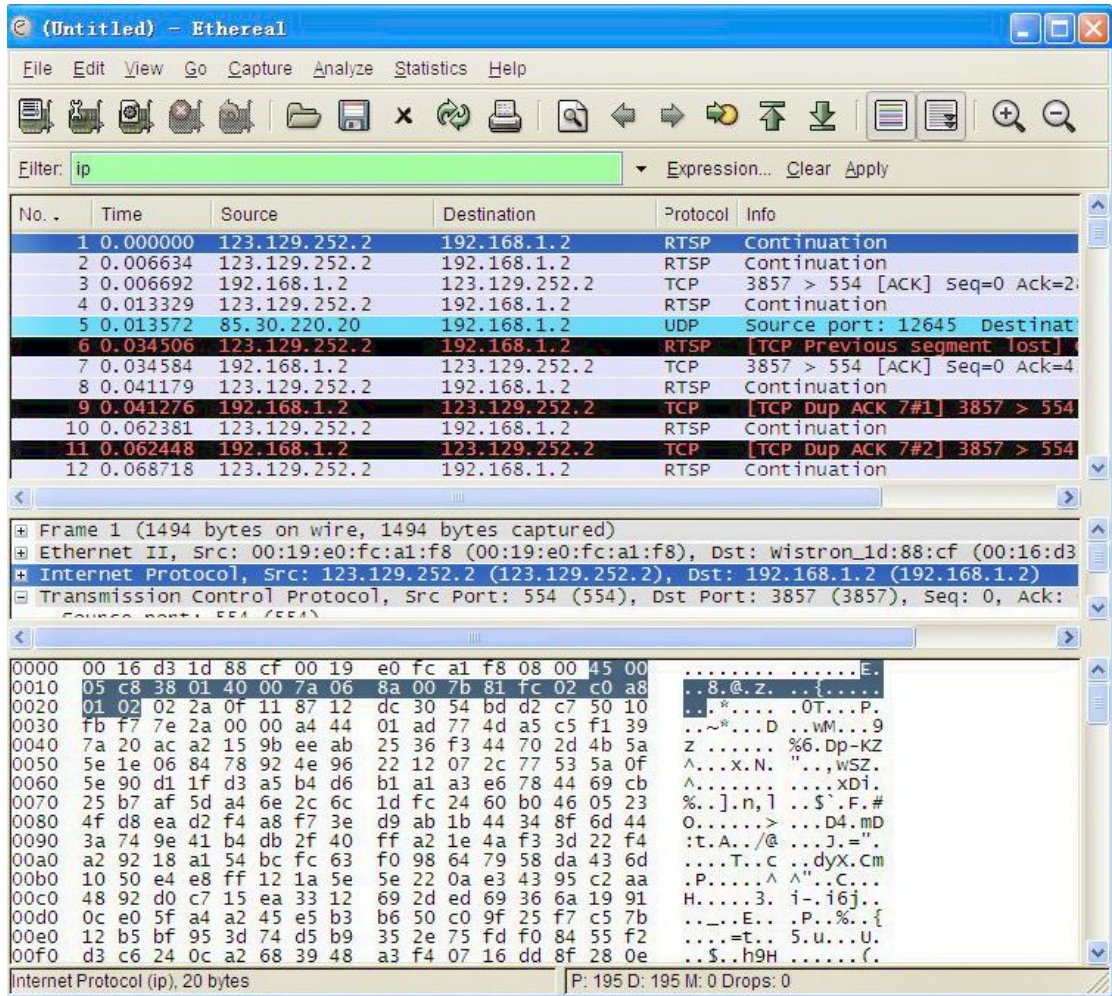 (Untitled) - Ethereal
File Edit View Go Capture Analyze Statistics Help
Filter: ip Expression... Clear Apply
No. . Time Source Destination Protocol Info
1 0.000000 123.129.252.2 192.168.1.2 RTSP Continuation
2 0.006634 123.129.252.2 192.168.1.2 RTSP Continuation
3 0.006692 192.168.1.2 123.129.252.2 TCP 3857 > 554 [ACK] Seq=0 Ack=2
4 0.013329 123.129.252.2 192.168.1.2 RTSP Continuation
5 0.013572 85.30.220.20 192.168.1.2 UDP Source port: 12645 Destinat
6 0.034506 123.129.252.2 192.168.1.2 RTSP [TCP Previous segment lost]
7 0.034584 192.168.1.2 123.129.252.2 TCP 3857 > 554 [ACK] Seq=0 Ack=4
8 0.041179 123.129.252.2 192.168.1.2 RTSP Continuation
9 0.041276 192.168.1.2 123.129.252.2 TCP [TCP Dup ACK 7#1] 3857 > 554
10 0.062381 123.129.252.2 192.168.1.2 RTSP Continuation
11 0.062448 192.168.1.2 123.129.252.2 TCP [TCP Dup ACK 7#2] 3857 > 554
12 0.068718 123.129.252.2 192.168.1.2 RTSP Continuation
Frame 1 (1494 bytes on wire, 1494 bytes captured)
Ethernet II, Src: 00:19:e0:fc:a1:f8 (00:19:e0:fc:a1:f8), Dst: Wistron_1d:88:cf (00:16:d3
Internet Protocol, Src: 123.129.252.2 (123.129.252.2), Dst: 192.168.1.2 (192.168.1.2)
Transmission Control Protocol, Src Port: 554 (554), Dst Port: 3857 (3857), Seq: 0, Ack:
Source port: 554 (554)
0000 00 16 d3 1d 88 cf 00 19 e0 fc a1 f8 08 00 45 00 ........ ......E.
0010 05 c8 38 01 40 00 7a 06 8a 00 7b 81 fc 02 c0 a8 ..8.@.z. ..{.....
0020 01 02 02 2a 0f 11 87 12 dc 30 54 bd d2 c7 50 10 ...*.... .0T...P.
0030 fb f7 7e 2a 00 00 a4 44 01 ad 77 4d a5 c5 f1 39 ..~*...D ..wM...9
0040 7a 20 ac a2 15 9b ee ab 25 36 f3 44 70 2d 4b 5a z ...... %6.Dp-KZ
0050 5e 1e 06 84 78 92 4e 96 22 12 07 2c 77 53 5a 0f ^...x.N. "..,wSZ.
0060 5e 90 d1 1f d3 a5 b4 d6 b1 a1 a3 e6 78 44 69 cb ^....... ....xDi.
0070 25 b7 af 5d a4 6e 2c 6c 1d fc 24 60 b0 46 05 23 %..].n,l ..$`.F.#
0080 4f d8 ea d2 f4 a8 f7 3e d9 ab 1b 44 34 8f 6d 44 O......> ...D4.mD
0090 3a 74 9e 41 b4 db 2f 40 ff a2 1e 4a f3 3d 22 f4 :t.A../@ ...J.=".
00a0 a2 92 18 a1 54 bc fc 63 f0 98 64 79 58 da 43 6d ....T..c ..dyX.Cm
00b0 10 50 e4 e8 ff 12 1a 5e 5e 22 0a e3 43 95 c2 aa .P.....^ ^"..C...
00c0 48 92 d0 c7 15 ea 33 12 69 2d ed 69 36 6a 19 91 H.....3. i-.i6j..
00d0 0c e0 5f a4 a2 45 e5 b3 b6 50 c0 9f 25 f7 c5 7b .._..E.. .P..%..{
00e0 12 b5 bf 95 3d 74 d5 b9 35 2e 75 fd f0 84 55 f2 ....=t.. 5.u...U.
00f0 d3 c6 24 0c a2 68 39 48 a3 f4 07 16 dd 8f 28 0e ..$..h9H ......(.
Internet Protocol (ip), 20 bytes P: 195 D: 195 M: 0 Drops: 0